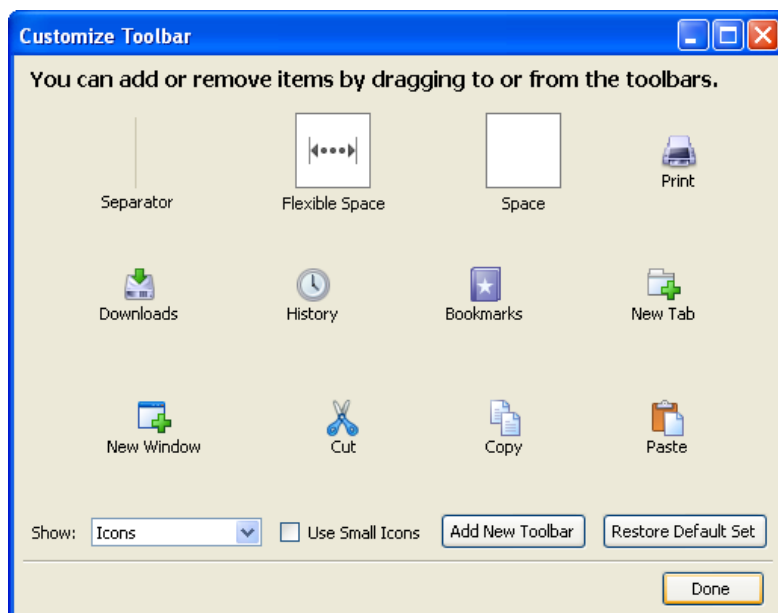 Customize Toolbar
You can add or remove items by dragging to or from the toolbars.
Separator
Flexible Space
Space
Print
Downloads
History
Bookmarks
New Tab
New Window
Cut
Copy
Paste
Show: Icons Use Small Icons Add New Toolbar Restore Default Set
Done